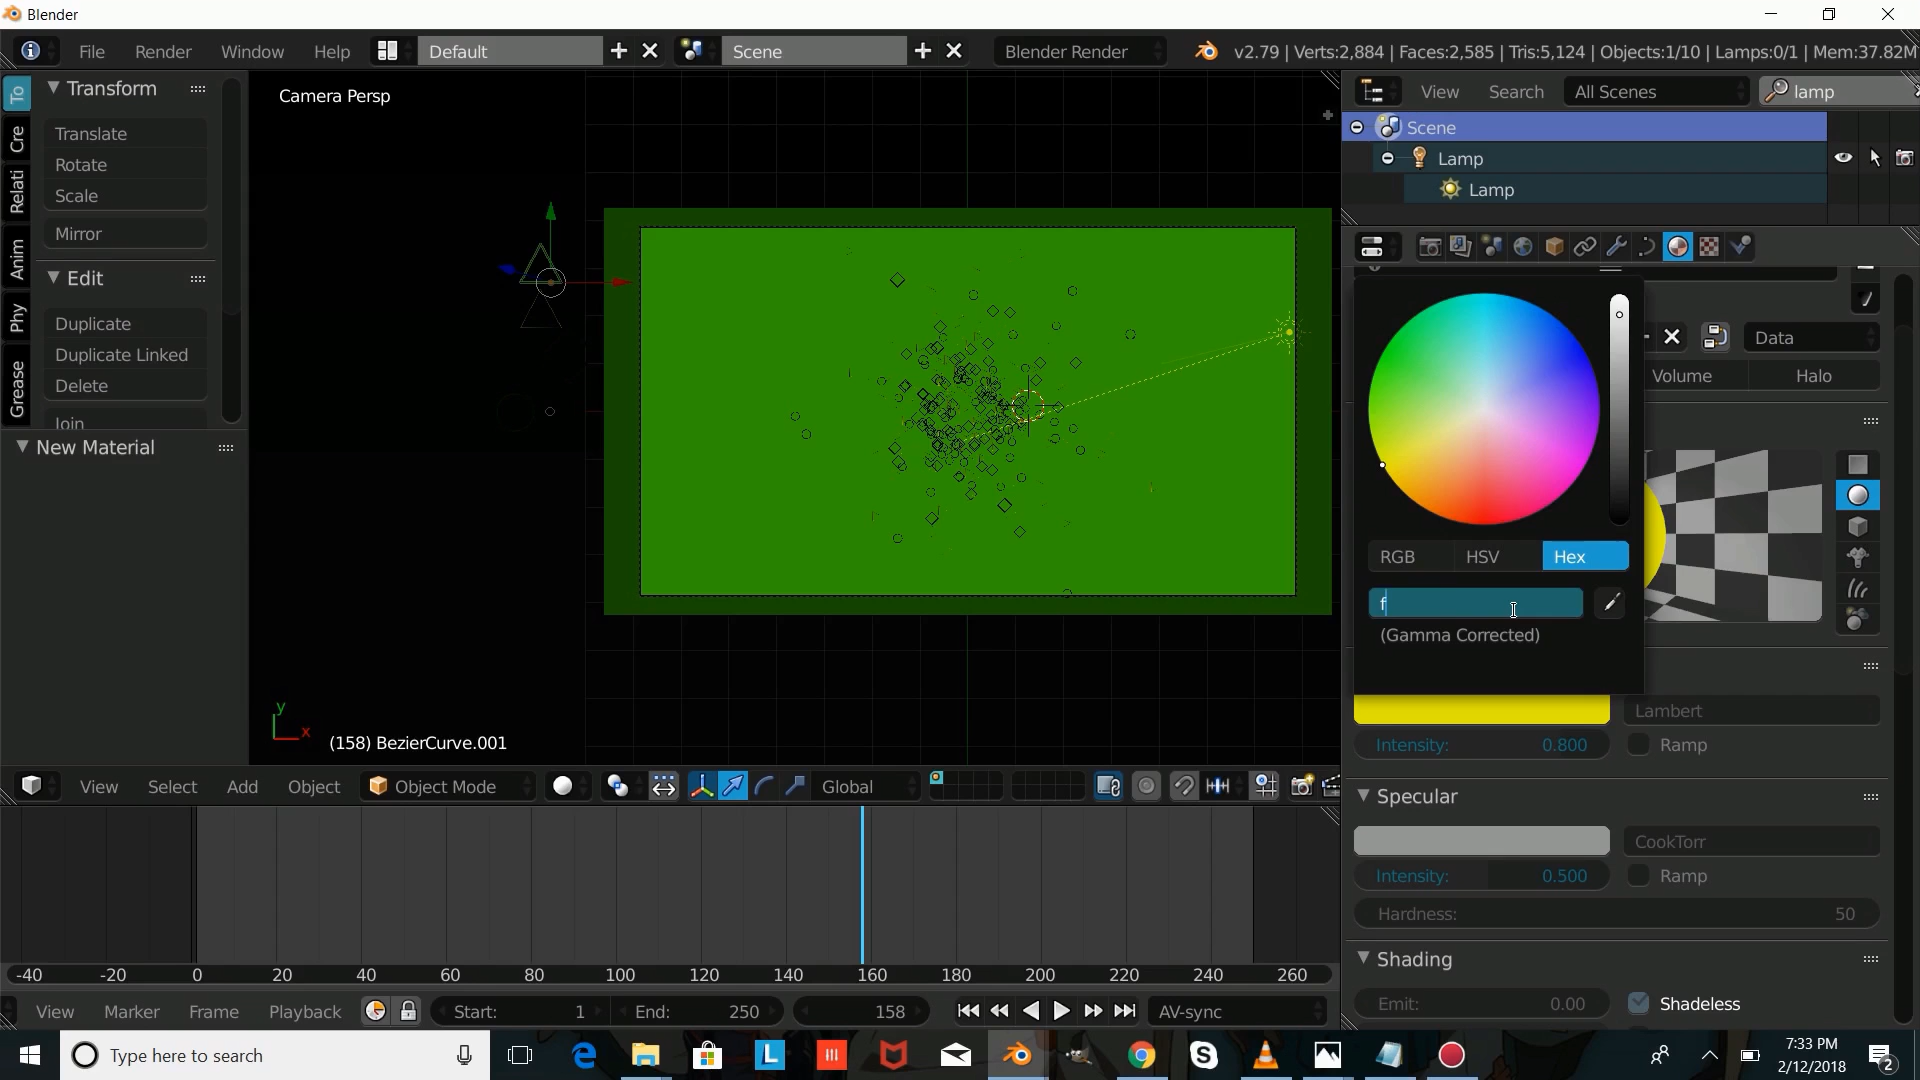 Blender
File Render Window Help Default Scene Blender Render v2.79 | Verts:2,884 | Faces:2,585 | Tris:5,124 | Objects:1/10 | Lamps:0/1 | Mem:37.82M
To
Cre
Relati
Anim
Phy
Grease
Transform
Translate
Rotate
Scale
Mirror
Edit
Duplicate
Duplicate Linked
Delete
Join
New Material
Camera Persp
y
x
(158) BezierCurve.001
View Search All Scenes lamp
Scene
Lamp
Lamp
Data
Volume Halo
RGB HSV Hex
f
(Gamma Corrected)
Lambert
Intensity: 0.800 Ramp
Specular
CookTorr
Intensity: 0.500 Ramp
Hardness: 50
Shading
Emit: 0.00 Shadeless
View Select Add Object Object Mode Global
-40 -20 0 20 40 60 80 100 120 140 160 180 200 220 240 260
View Marker Frame Playback Start: 1 End: 250 158 AV-sync
Type here to search
L
7:33 PM
2/12/2018
2